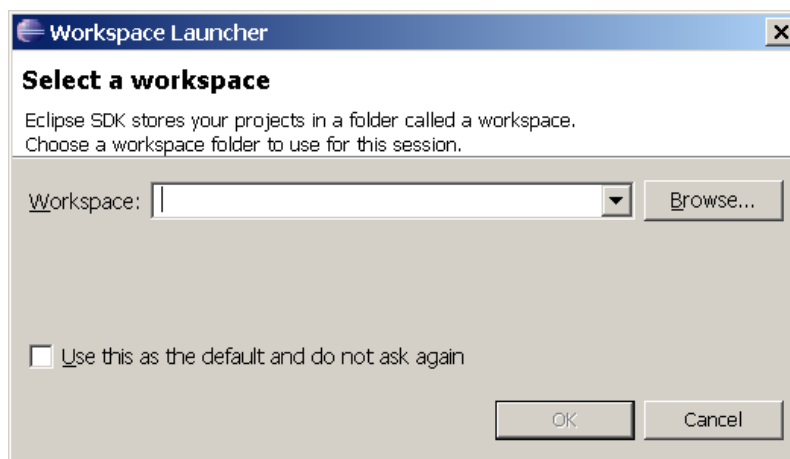 Workspace Launcher
Select a workspace
Eclipse SDK stores your projects in a folder called a workspace.
Choose a workspace folder to use for this session.
Workspace: Browse...
Use this as the default and do not ask again
OK Cancel